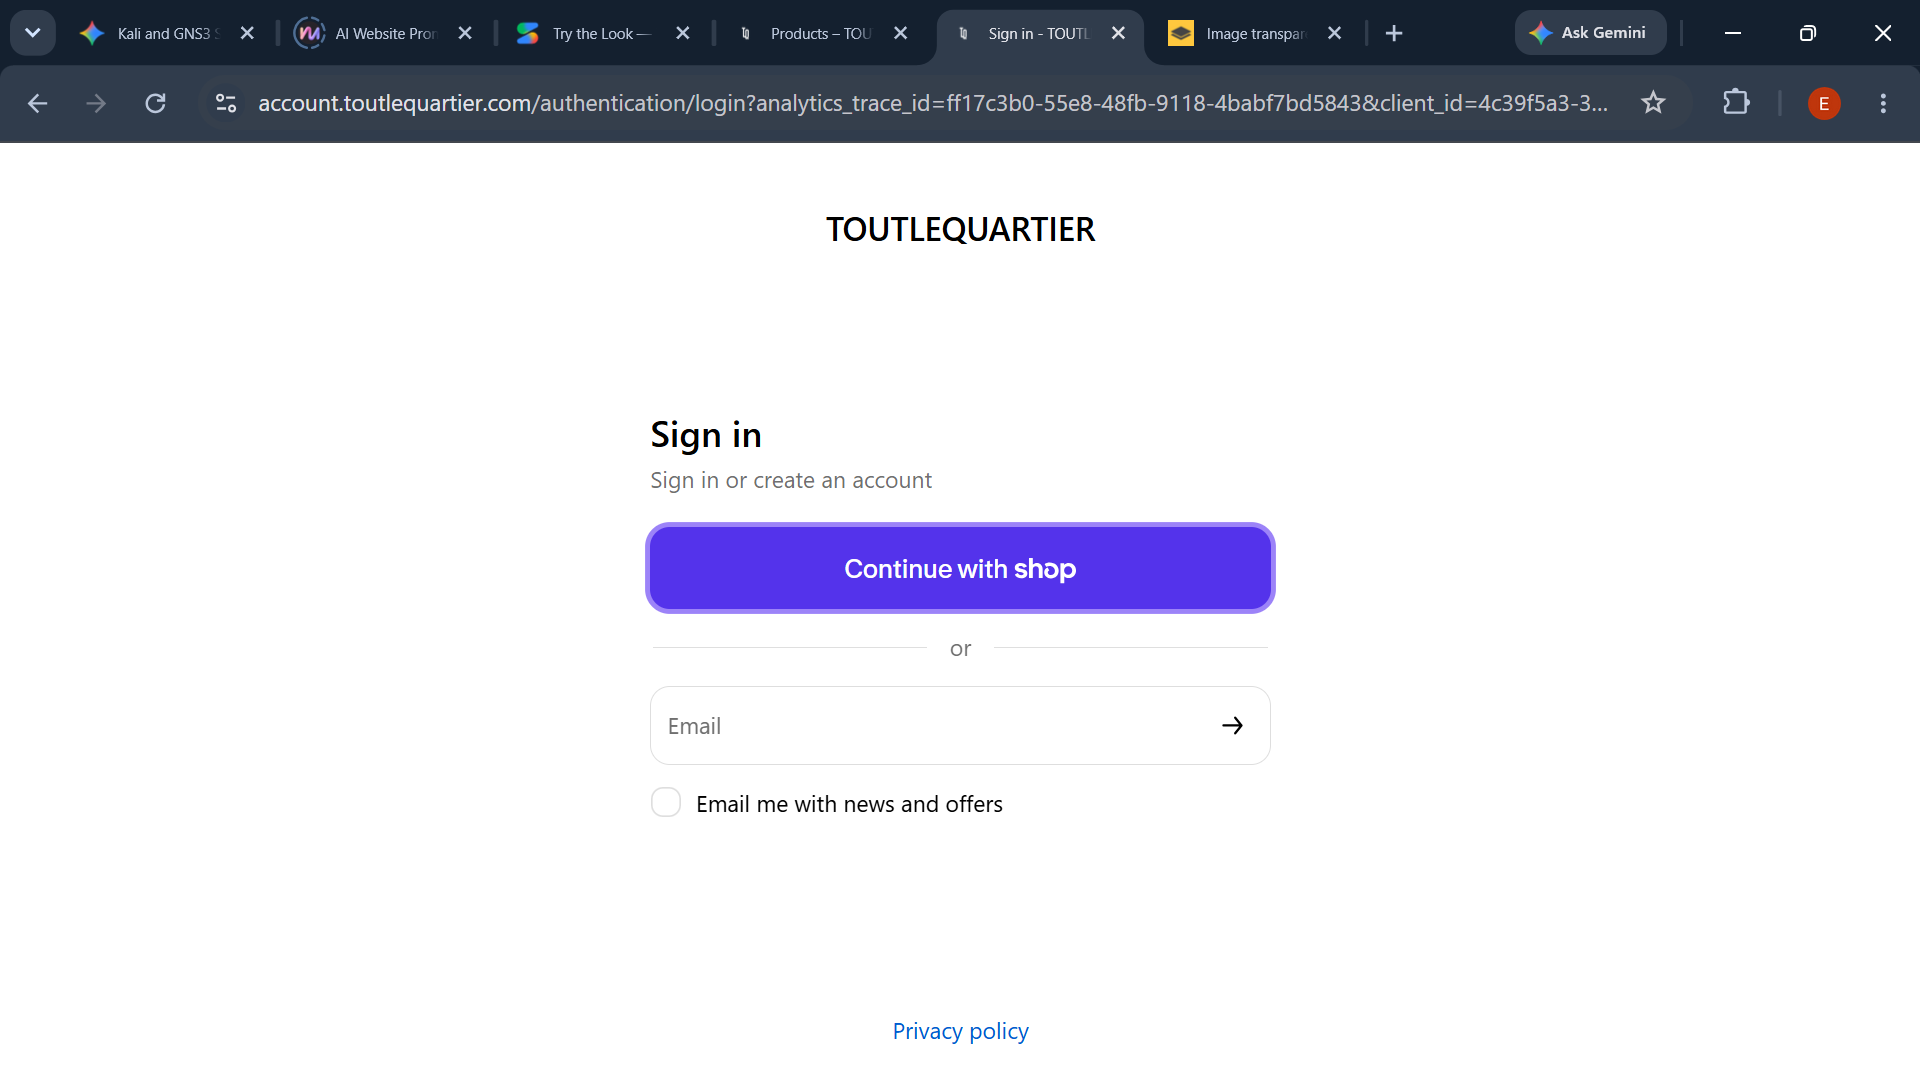 Kali and GNS3 S
AI Website Pron
Try the Look —
Products – TOU
Sign in - TOUTL
Image transpar
Ask Gemini
account.toutlequartier.com/authentication/login?analytics_trace_id=ff17c3b0-55e8-48fb-9118-4babf7bd5843&client_id=4c39f5a3-3...
E
TOUTLEQUARTIER
Sign in
Sign in or create an account
Continue with shop
or
Email
Email me with news and offers
Privacy policy